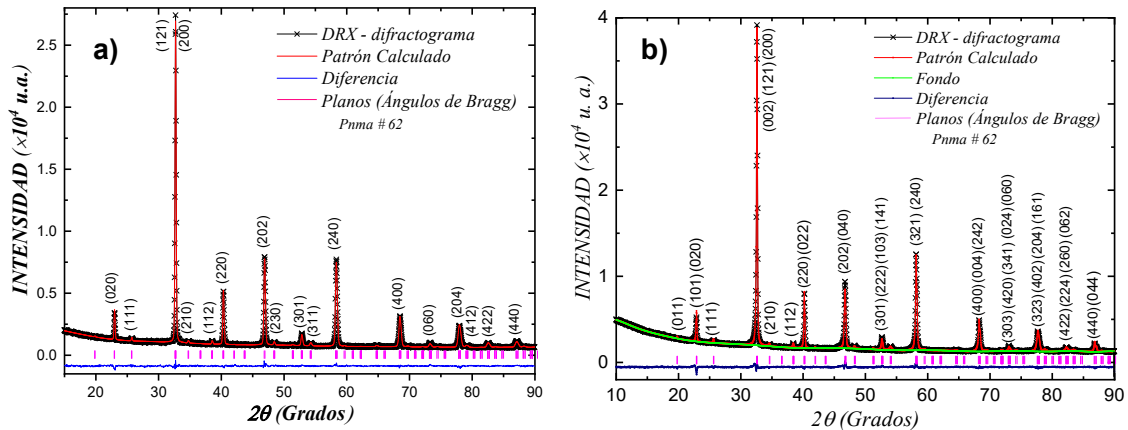 a)
DRX - difractograma
Patrón Calculado
Diferencia
Planos (Ángulos de Bragg)
Pnma # 62
INTENSIDAD (×10⁴ u.a.)
2.5
2.0
1.5
1.0
0.5
0.0
(020)
(111)
(121)
(200)
(210)
(112)
(220)
(202)
(230)
(301)
(311)
(240)
(400)
(060)
(204)
(412)
(422)
(440)
20 30 40 50 60 70 80 90
2θ (Grados)
b)
DRX - difractograma
Patrón Calculado
Fondo
Diferencia
Planos (Ángulos de Bragg)
Pnma # 62
INTENSIDAD (×10⁴ u. a.)
4
3
2
1
0
(011)
(101) (020)
(111)
(002) (121) (200)
(210)
(112)
(220) (022)
(202) (040)
(301) (222) (103) (141)
(321) (240)
(400) (004) (242)
(303) (420) (341) (024) (060)
(323) (402) (204) (161)
(422) (224) (260) (062)
(440) (044)
10 20 30 40 50 60 70 80 90
2θ (Grados)